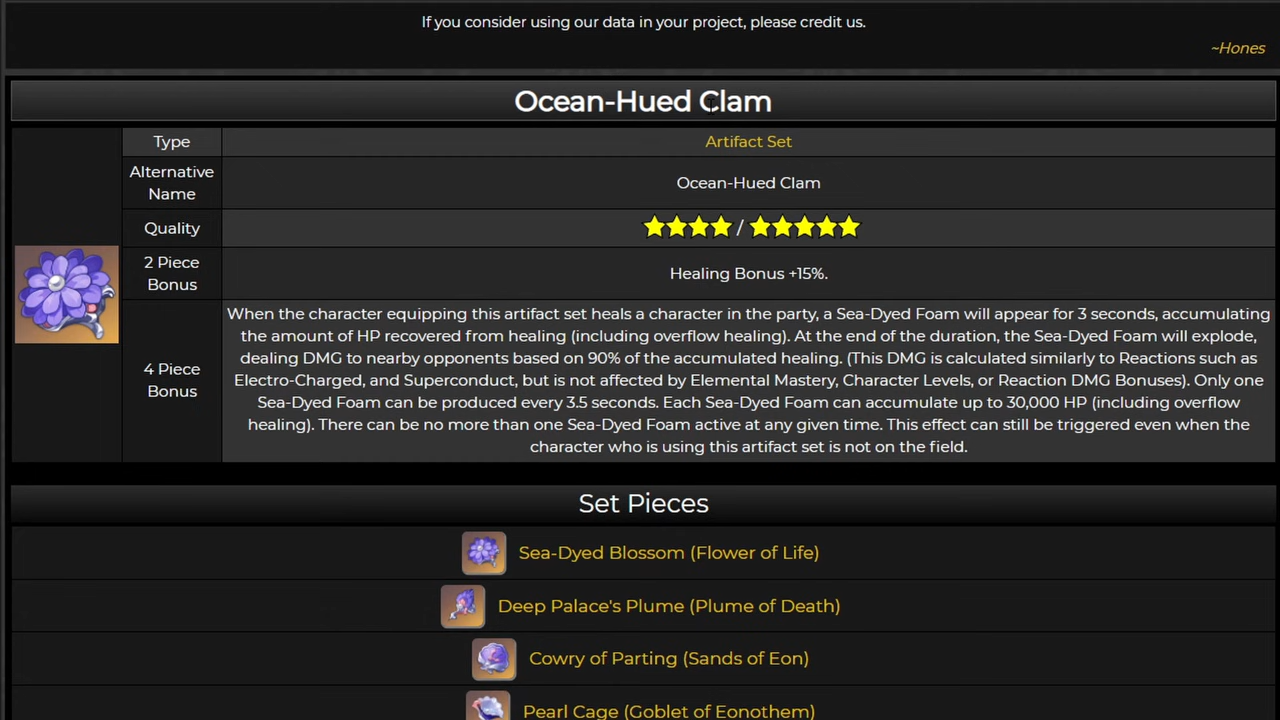 If you consider using our data in your project, please credit us.
~Hones
Ocean-Hued Clam
Type
Artifact Set
Alternative
Name
Ocean-Hued Clam
Quality
/
2 Piece
Bonus
Healing Bonus +15%.
4 Piece
Bonus
When the character equipping this artifact set heals a character in the party, a Sea-Dyed Foam will appear for 3 seconds, accumulating
the amount of HP recovered from healing (including overflow healing). At the end of the duration, the Sea-Dyed Foam will explode,
dealing DMG to nearby opponents based on 90% of the accumulated healing. (This DMG is calculated similarly to Reactions such as
Electro-Charged, and Superconduct, but is not affected by Elemental Mastery, Character Levels, or Reaction DMG Bonuses). Only one
Sea-Dyed Foam can be produced every 3.5 seconds. Each Sea-Dyed Foam can accumulate up to 30,000 HP (including overflow
healing). There can be no more than one Sea-Dyed Foam active at any given time. This effect can still be triggered even when the
character who is using this artifact set is not on the field.
Set Pieces
Sea-Dyed Blossom (Flower of Life)
Deep Palace's Plume (Plume of Death)
Cowry of Parting (Sands of Eon)
Pearl Cage (Goblet of Eonothem)